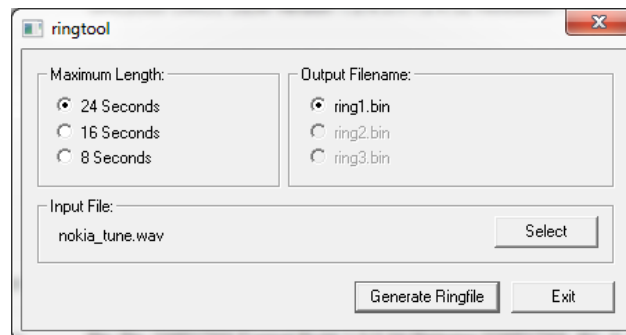 ringtool
Maximum Length:
24 Seconds
16 Seconds
8 Seconds
Output Filename:
ring1.bin
ring2.bin
ring3.bin
Input File:
nokia_tune.wav
Select
Generate Ringfile
Exit